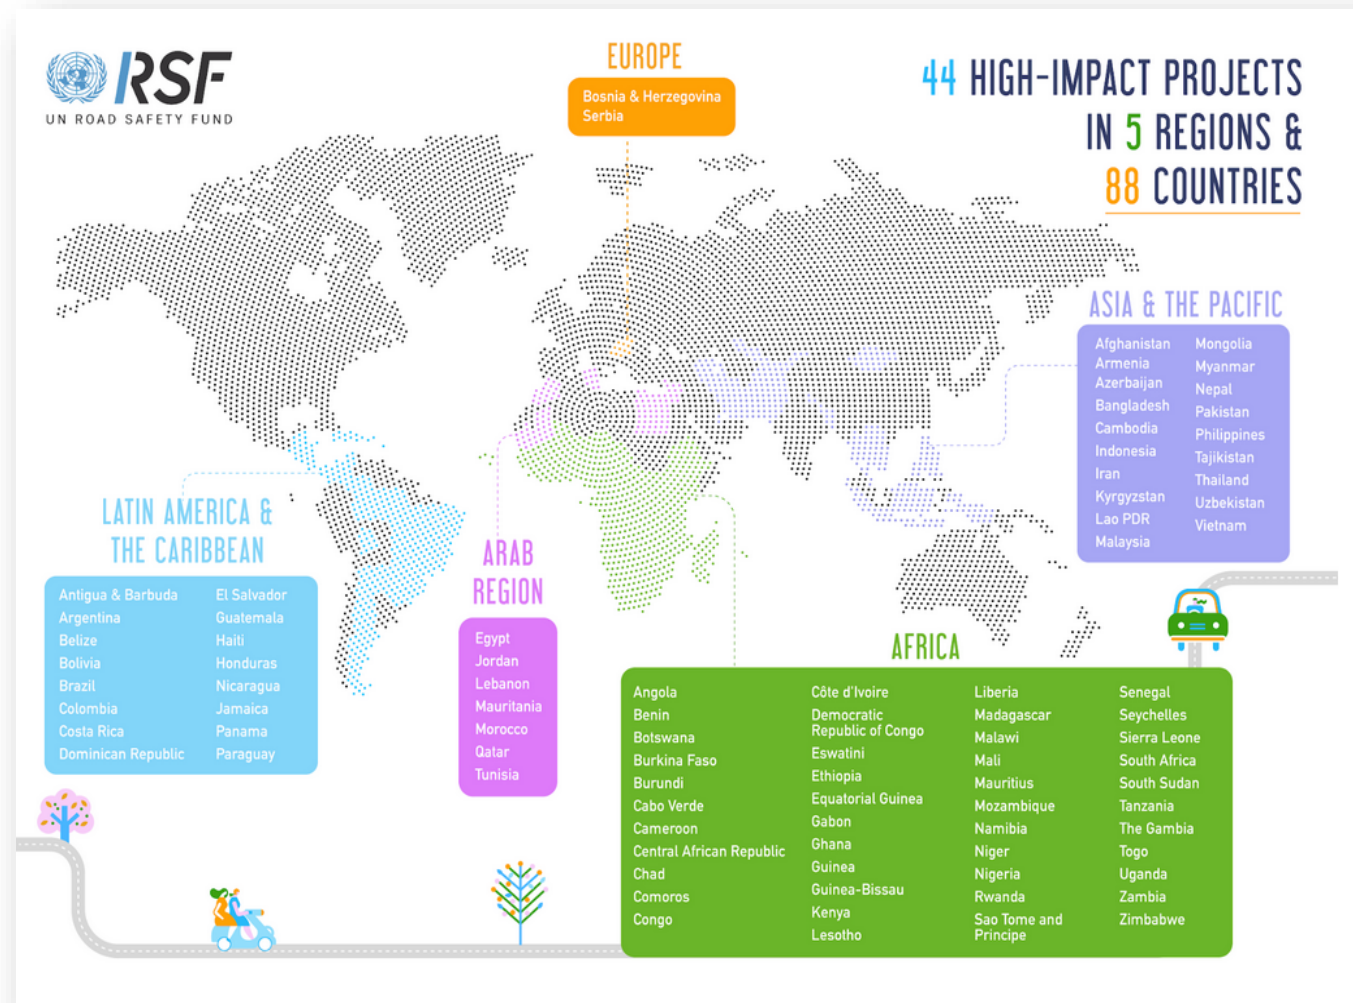 RSF
UN ROAD SAFETY FUND
44 HIGH-IMPACT PROJECTS
IN 5 REGIONS &
88 COUNTRIES
EUROPE
Bosnia & Herzegovina
Serbia
ASIA & THE PACIFIC
Afghanistan
Armenia
Azerbaijan
Bangladesh
Cambodia
Indonesia
Iran
Kyrgyzstan
Lao PDR
Malaysia
Mongolia
Myanmar
Nepal
Pakistan
Philippines
Tajikistan
Thailand
Uzbekistan
Vietnam
LATIN AMERICA &
THE CARIBBEAN
Antigua & Barbuda
Argentina
Belize
Bolivia
Brazil
Colombia
Costa Rica
Dominican Republic
El Salvador
Guatemala
Haiti
Honduras
Nicaragua
Jamaica
Panama
Paraguay
ARAB
REGION
Egypt
Jordan
Lebanon
Mauritania
Morocco
Qatar
Tunisia
AFRICA
Angola
Benin
Botswana
Burkina Faso
Burundi
Cabo Verde
Cameroon
Central African Republic
Chad
Comoros
Congo
Côte d'Ivoire
Democratic
Republic of Congo
Eswatini
Ethiopia
Equatorial Guinea
Gabon
Ghana
Guinea
Guinea-Bissau
Kenya
Lesotho
Liberia
Madagascar
Malawi
Mali
Mauritius
Mozambique
Namibia
Niger
Nigeria
Rwanda
Sao Tome and
Principe
Senegal
Seychelles
Sierra Leone
South Africa
South Sudan
Tanzania
The Gambia
Togo
Uganda
Zambia
Zimbabwe